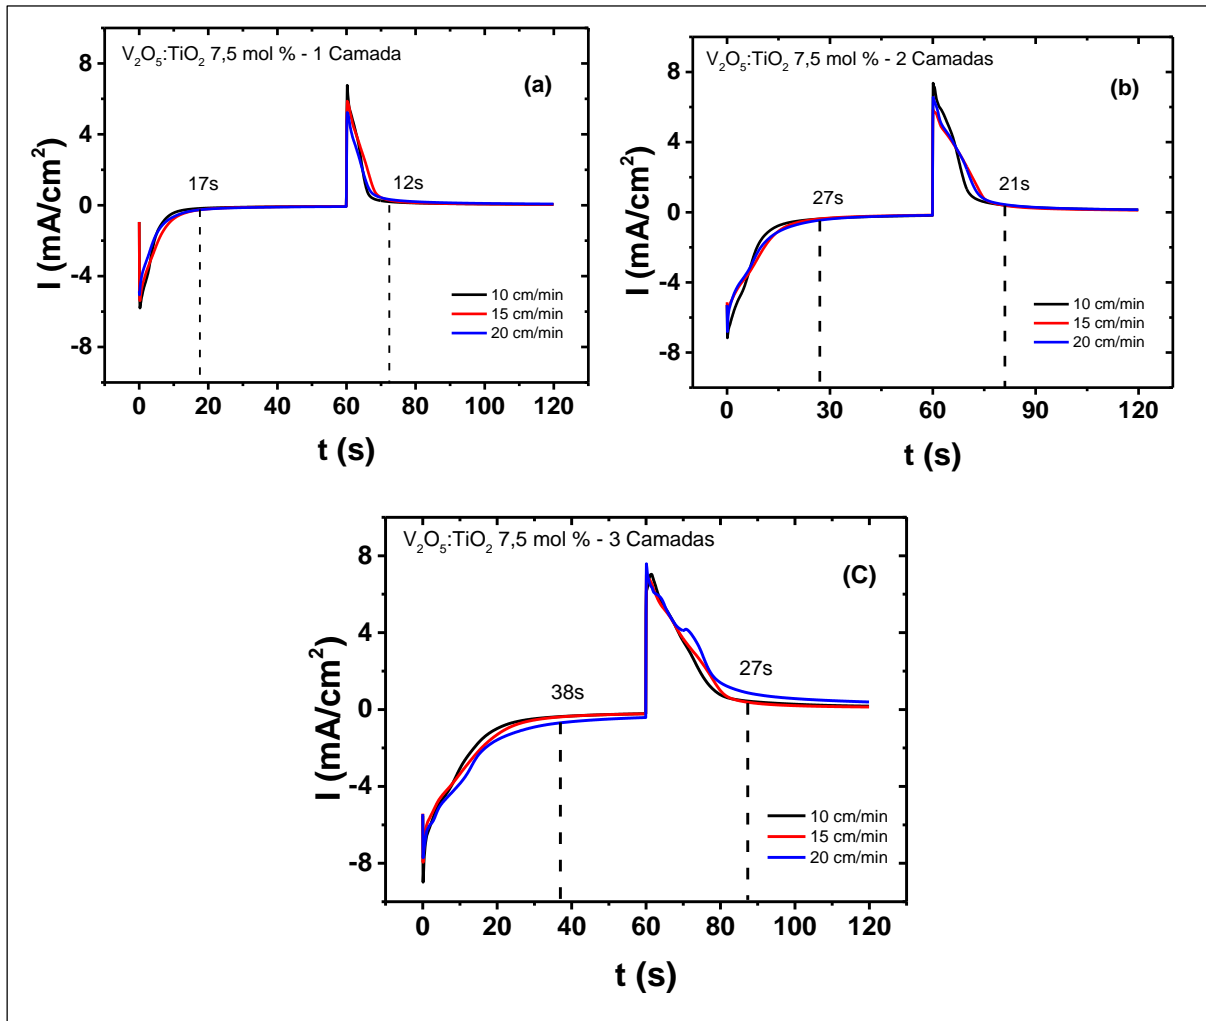 V₂O₅:TiO₂ 7,5 mol % - 1 Camada
(a)
8
4
0
-4
-8
I (mA/cm²)
17s
12s
10 cm/min
15 cm/min
20 cm/min
0 20 40 60 80 100 120
t (s)
V₂O₅:TiO₂ 7,5 mol % - 2 Camadas
(b)
8
4
0
-4
-8
I (mA/cm²)
27s
21s
10 cm/min
15 cm/min
20 cm/min
0 30 60 90 120
t (s)
V₂O₅:TiO₂ 7,5 mol % - 3 Camadas
(C)
8
4
0
-4
-8
I (mA/cm²)
38s
27s
10 cm/min
15 cm/min
20 cm/min
0 20 40 60 80 100 120
t (s)